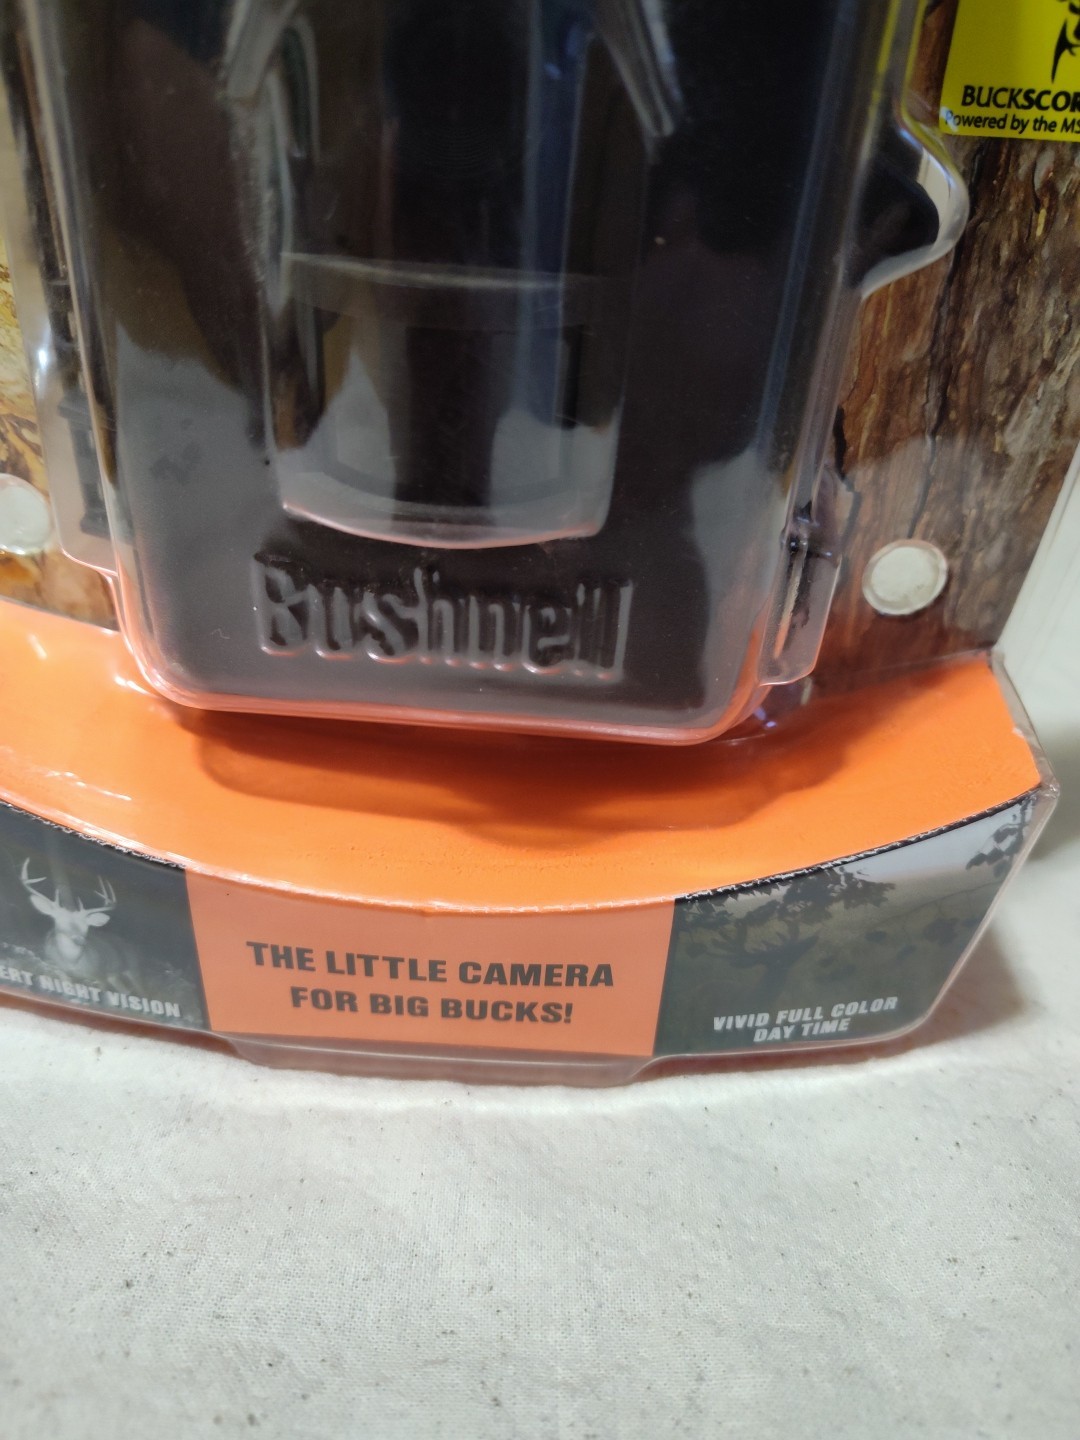 BUCKSCOR
Powered by the MS
Bushnell
ERT NIGHT VISION
THE LITTLE CAMERA
FOR BIG BUCKS!
VIVID FULL COLOR
DAY TIME